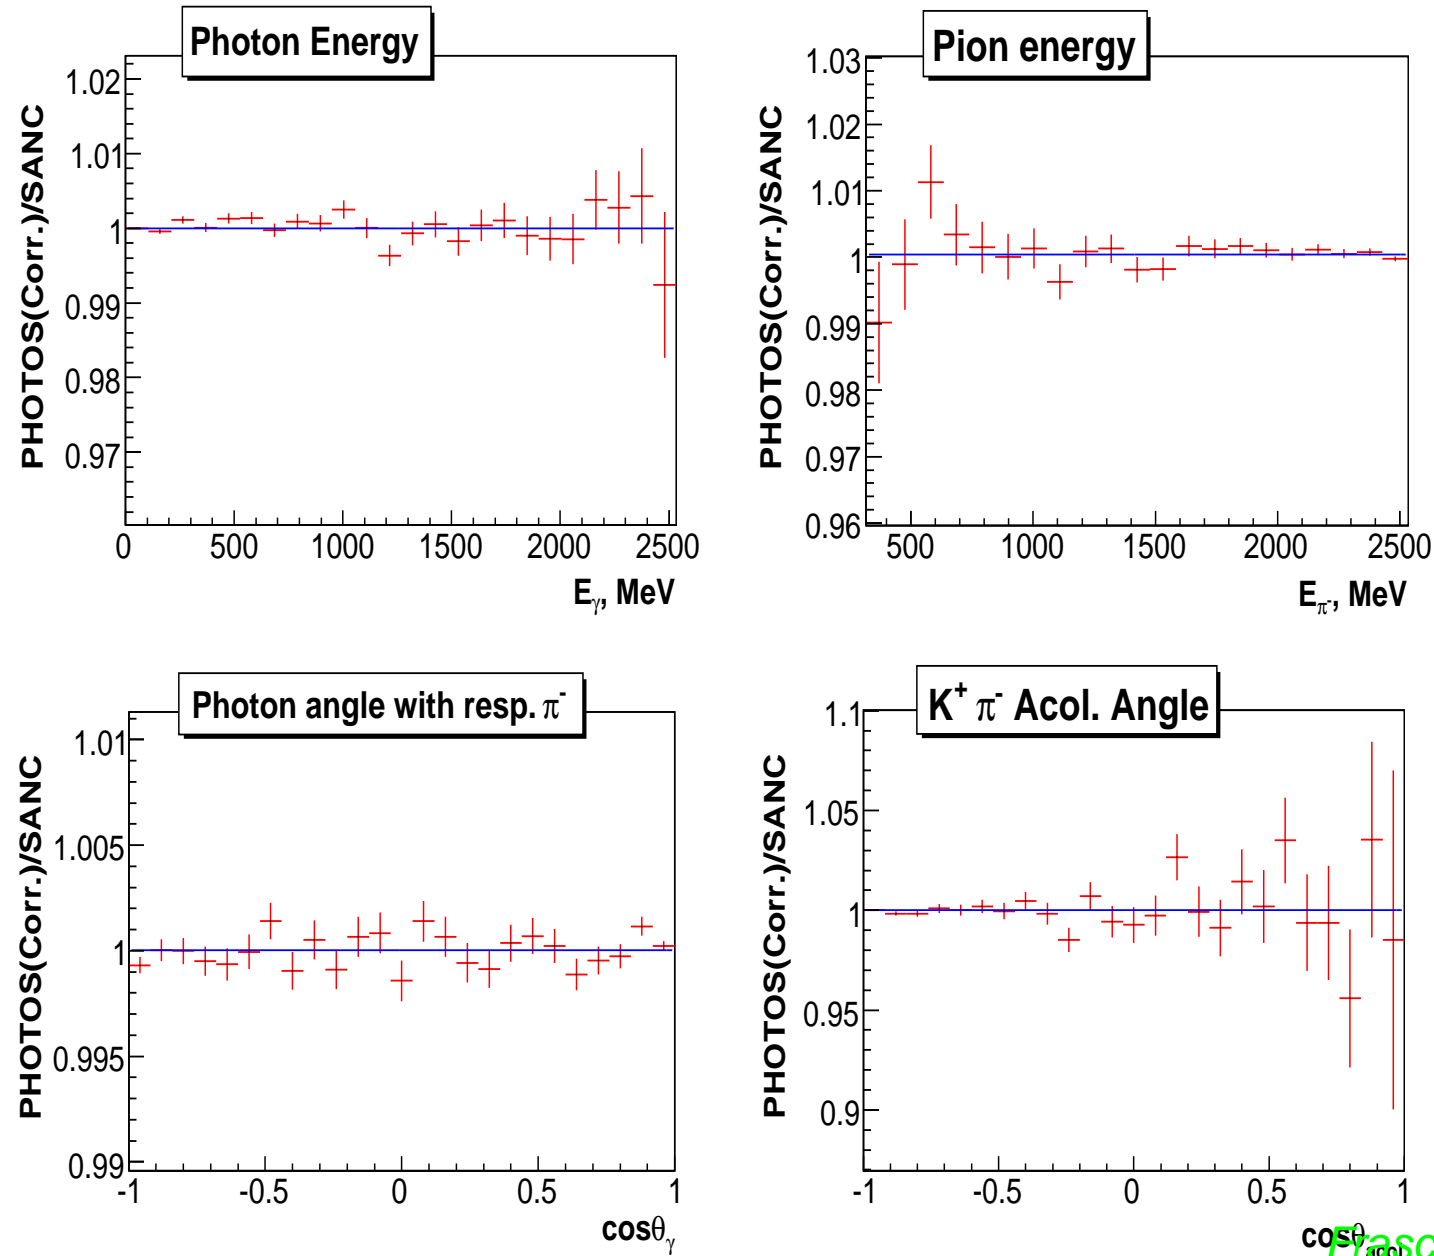 Photon Energy
PHOTOS(Corr.)/SANC
1.02
1.01
1
0.99
0.98
0.97
0 500 1000 1500 2000 2500
Eγ, MeV
Pion energy
PHOTOS(Corr.)/SANC
1.03
1.02
1.01
1
0.99
0.98
0.97
0.96
500 1000 1500 2000 2500
Eπ-, MeV
Photon angle with resp. π-
PHOTOS(Corr.)/SANC
1.01
1.005
1
0.995
0.99
-1 -0.5 0 0.5 1
cosθγ
K+ π- Acol. Angle
PHOTOS(Corr.)/SANC
1.1
1.05
1
0.95
0.9
-1 -0.5 0 0.5 1
cosθacol